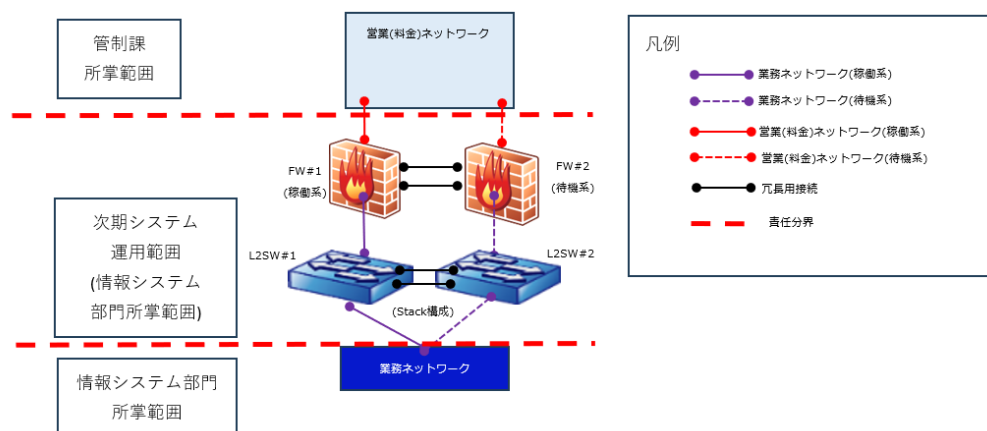 管制課
所掌範囲
営業(料金)ネットワーク
凡例
業務ネットワーク(稼働系)
業務ネットワーク(待機系)
営業(料金)ネットワーク(稼働系)
営業(料金)ネットワーク(待機系)
冗長用接続
責任分界
FW#1
(稼働系)
FW#2
(待機系)
次期システム
運用範囲
(情報システム
部門所掌範囲)
L2SW#1
L2SW#2
(Stack構成)
業務ネットワーク
情報システム部門
所掌範囲